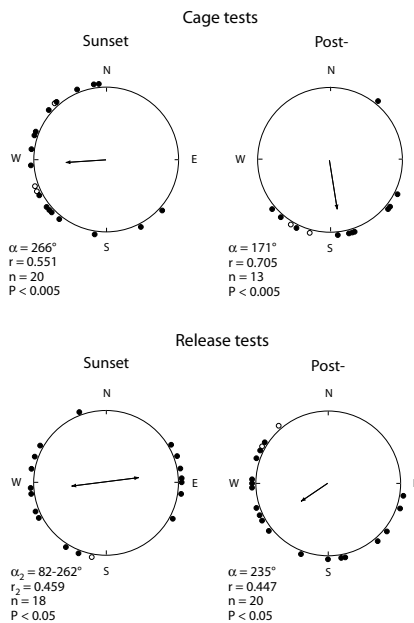 Cage tests
Sunset
Post-
N
N
W
E
W
E
S
S
α = 266°
r = 0.551
n = 20
P < 0.005
α = 171°
r = 0.705
n = 13
P < 0.005
Release tests
Sunset
Post-
N
N
W
E
W
E
S
S
α₂ = 82-262°
r₂ = 0.459
n = 18
P < 0.05
α = 235°
r = 0.447
n = 20
P < 0.05